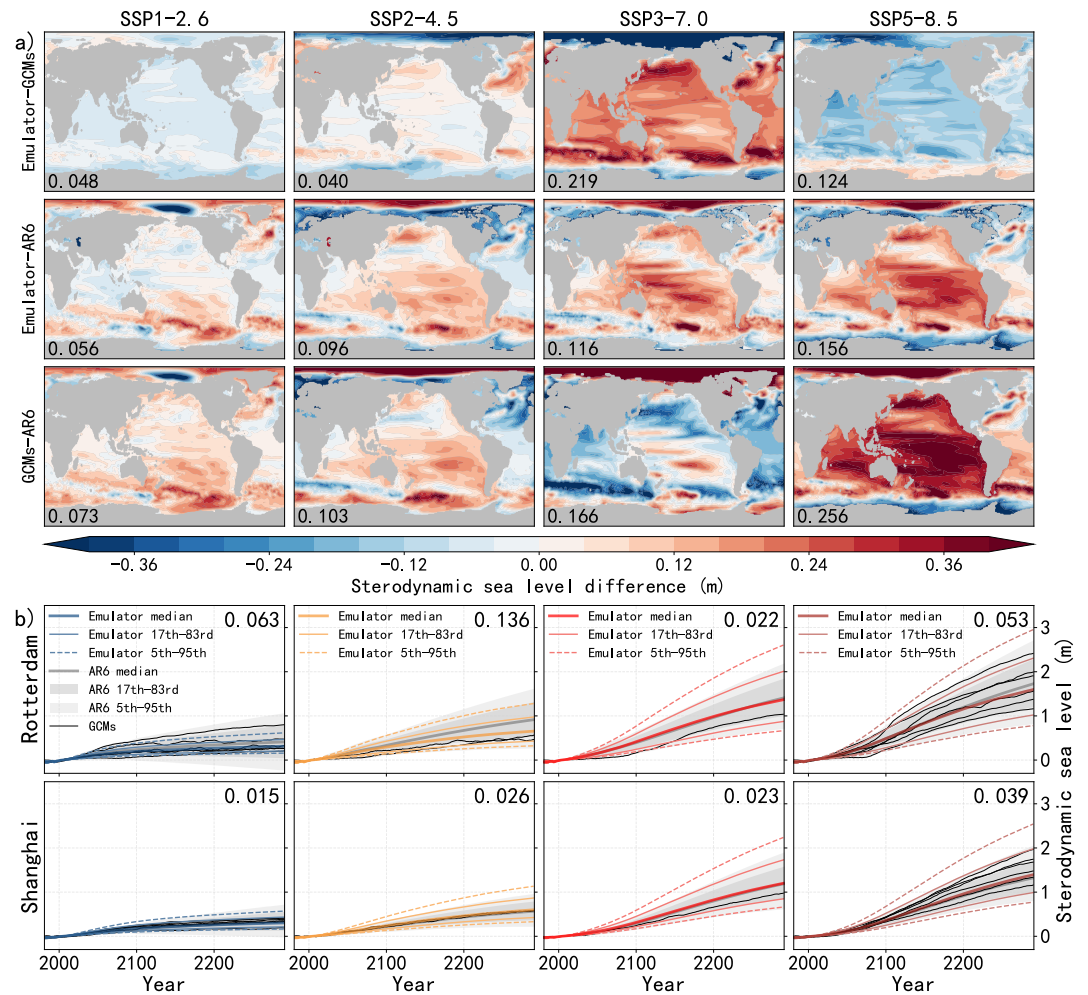 SSP1-2.6 SSP2-4.5 SSP3-7.0 SSP5-8.5
a)
Emulator-GCMs
0.048 0.040 0.219 0.124
Emulator-AR6
0.056 0.096 0.116 0.156
GCMs-AR6
0.073 0.103 0.166 0.256
-0.36 -0.24 -0.12 0.00 0.12 0.24 0.36
Sterodynamic sea level difference (m)
b)
Rotterdam
Emulator median
Emulator 17th-83rd
Emulator 5th-95th
AR6 median
AR6 17th-83rd
AR6 5th-95th
GCMs
0.063
Emulator median
Emulator 17th-83rd
Emulator 5th-95th
0.136
Emulator median
Emulator 17th-83rd
Emulator 5th-95th
0.022
Emulator median
Emulator 17th-83rd
Emulator 5th-95th
0.053
3
2
1
0
Shanghai
0.015 0.026 0.023 0.039
3
2
1
0
Sterodynamic sea level (m)
2000 2100 2200 2000 2100 2200 2000 2100 2200 2000 2100 2200
Year Year Year Year